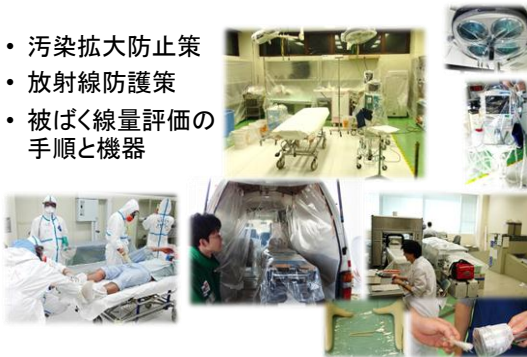 • 汚染拡大防止策
• 放射線防護策
• 被ばく線量評価の
手順と機器